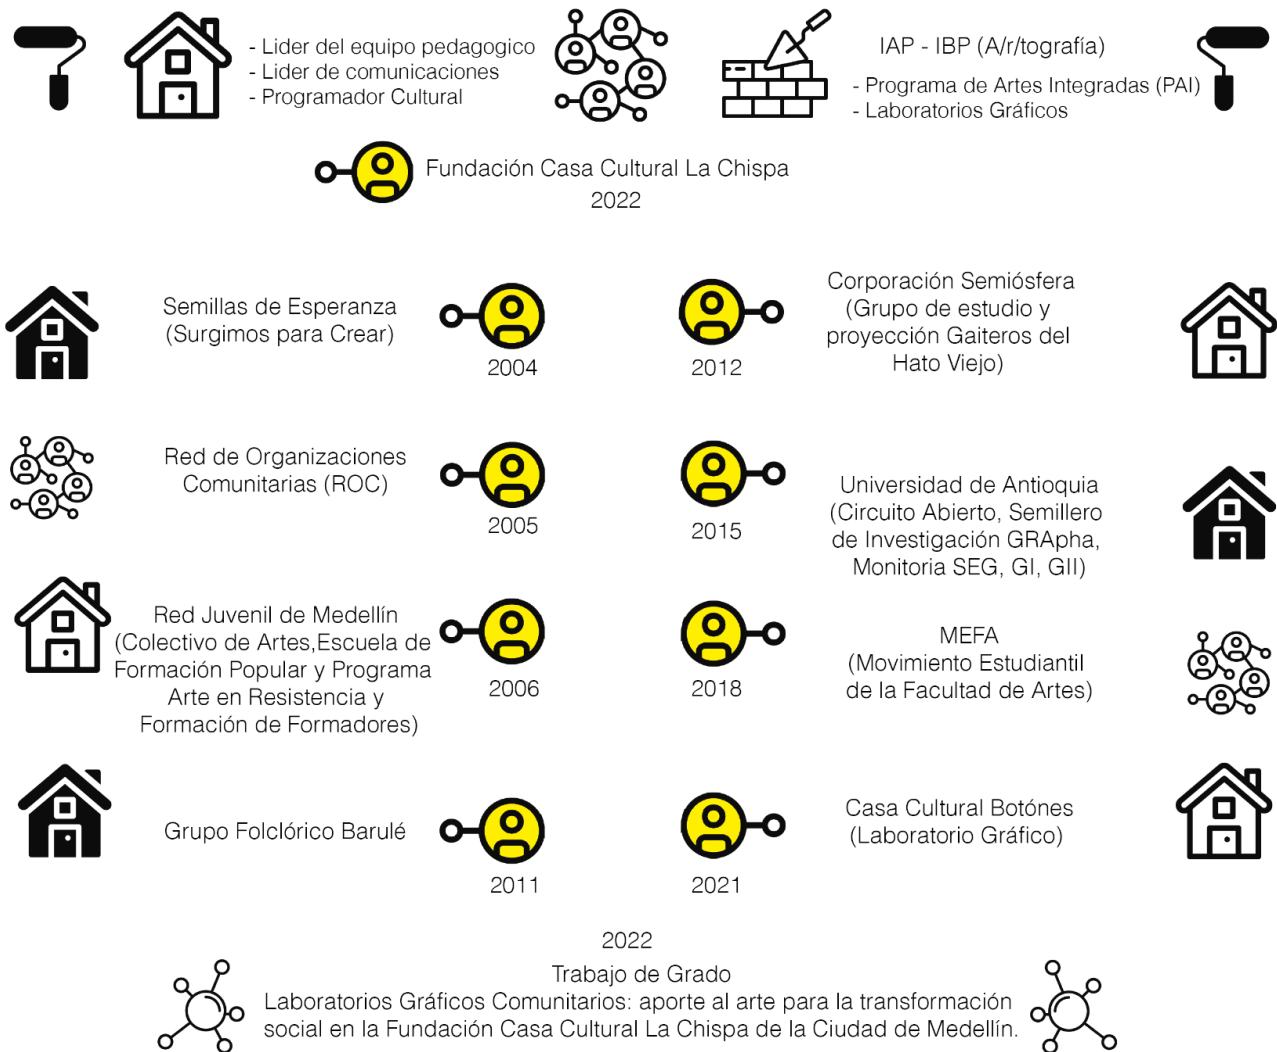 - Lider del equipo pedagogico
- Lider de comunicaciones
- Programador Cultural
IAP - IBP (A/r/tografía)
- Programa de Artes Integradas (PAI)
- Laboratorios Gráficos
Fundación Casa Cultural La Chispa
2022
Semillas de Esperanza
(Surgimos para Crear)
2004
Red de Organizaciones
Comunitarias (ROC)
2005
Red Juvenil de Medellín
(Colectivo de Artes,Escuela de
Formación Popular y Programa
Arte en Resistencia y
Formación de Formadores)
2006
Grupo Folclórico Barulé
2011
Corporación Semiósfera
(Grupo de estudio y
proyección Gaiteros del
Hato Viejo)
2012
Universidad de Antioquia
(Circuito Abierto, Semillero
de Investigación GRApha,
Monitoria SEG, GI, GII)
2015
MEFA
(Movimiento Estudiantil
de la Facultad de Artes)
2018
Casa Cultural Botónes
(Laboratorio Gráfico)
2021
2022
Trabajo de Grado
Laboratorios Gráficos Comunitarios: aporte al arte para la transformación
social en la Fundación Casa Cultural La Chispa de la Ciudad de Medellín.